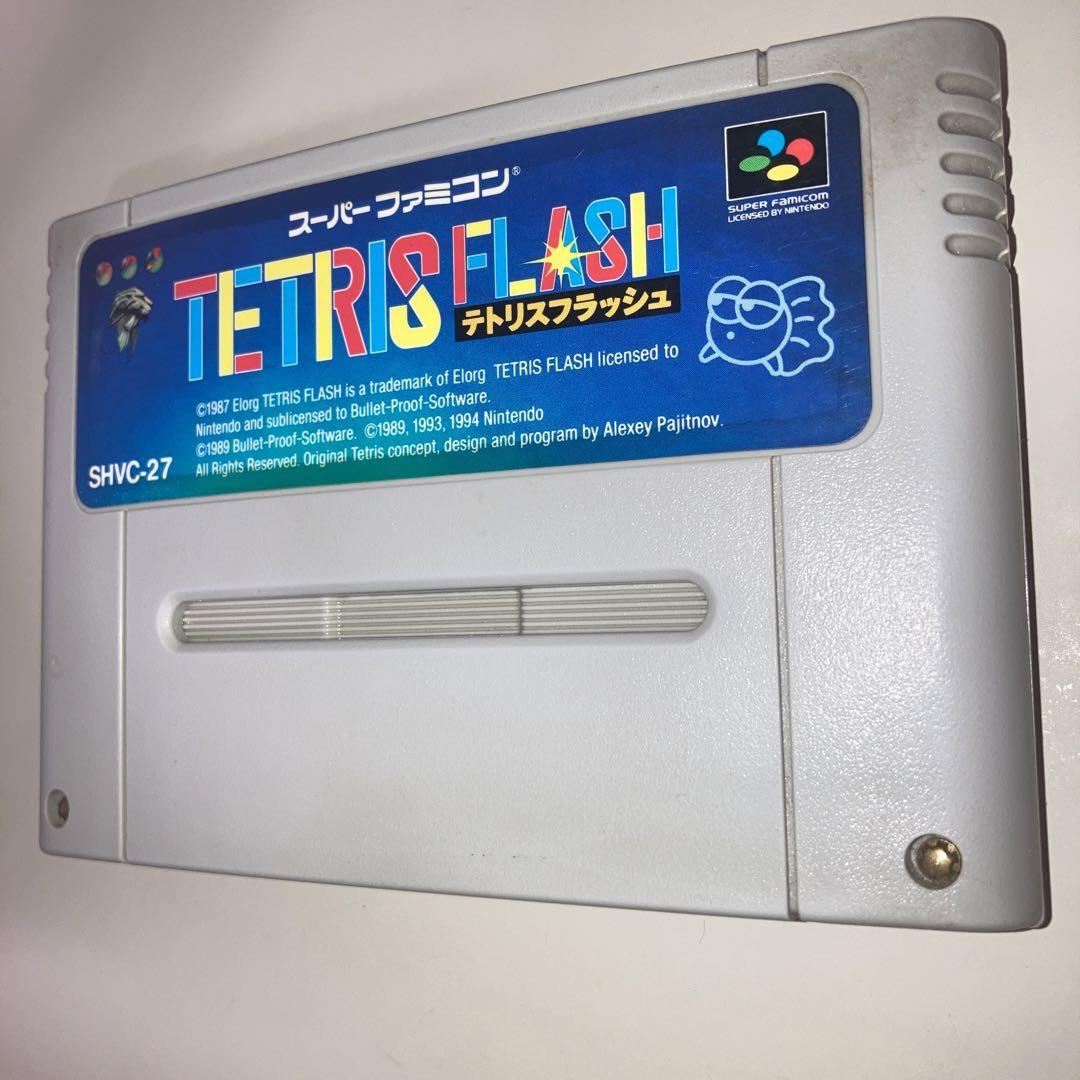 スーパーファミコン®
TETRIS FLASH
テトリスフラッシュ
SUPER FAMICOM
LICENSED BY NINTENDO
©1987 Elorg TETRIS FLASH is a trademark of Elorg TETRIS FLASH licensed to
Nintendo and sublicensed to Bullet-Proof-Software.
©1989 Bullet-Proof-Software. ©1989, 1993, 1994 Nintendo
All Rights Reserved. Original Tetris concept, design and program by Alexey Pajitnov.
SHVC-27